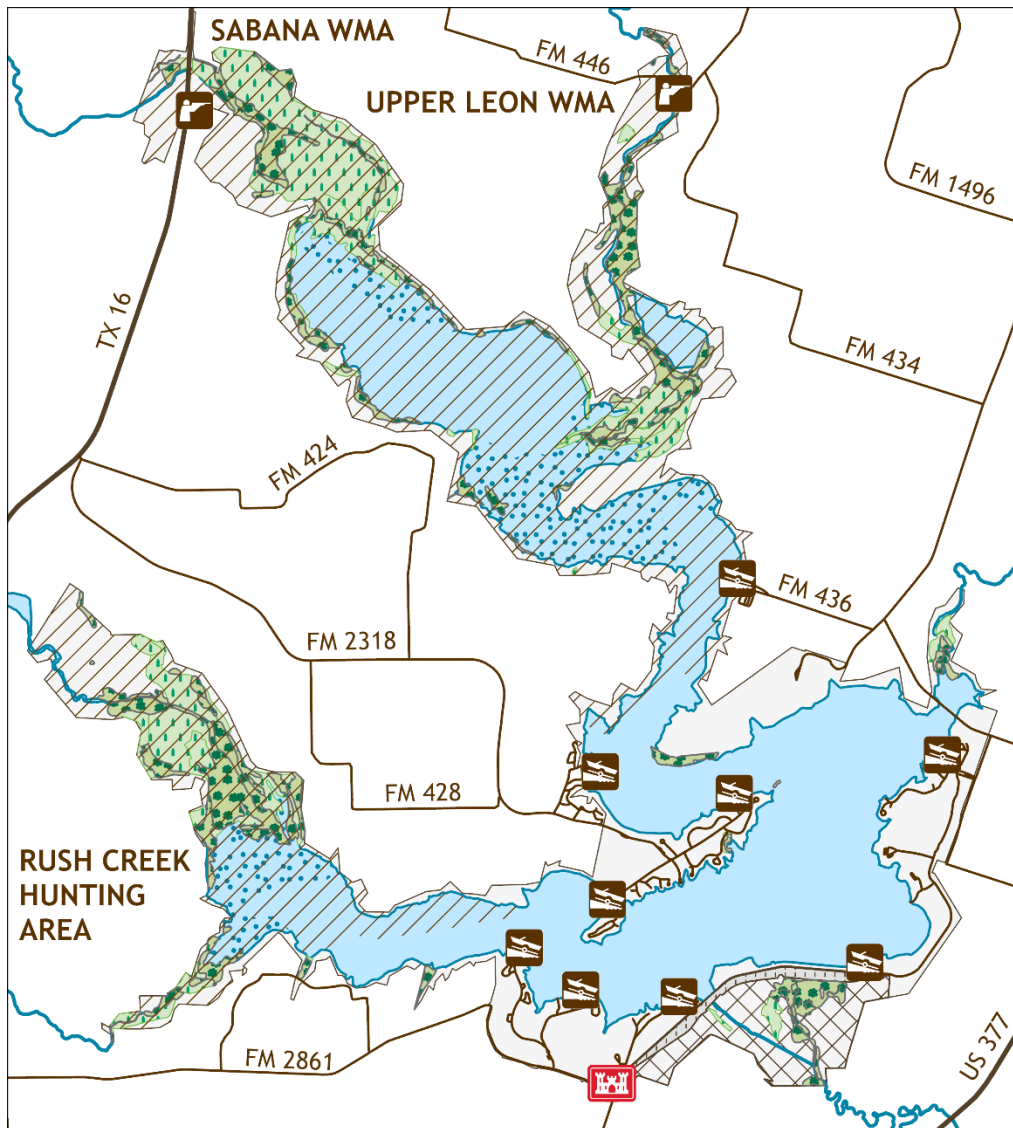 SABANA WMA
FM 446
UPPER LEON WMA
FM 1496
TX 16
FM 434
FM 424
FM 436
FM 2318
FM 428
RUSH CREEK
HUNTING
AREA
FM 2861
US 377